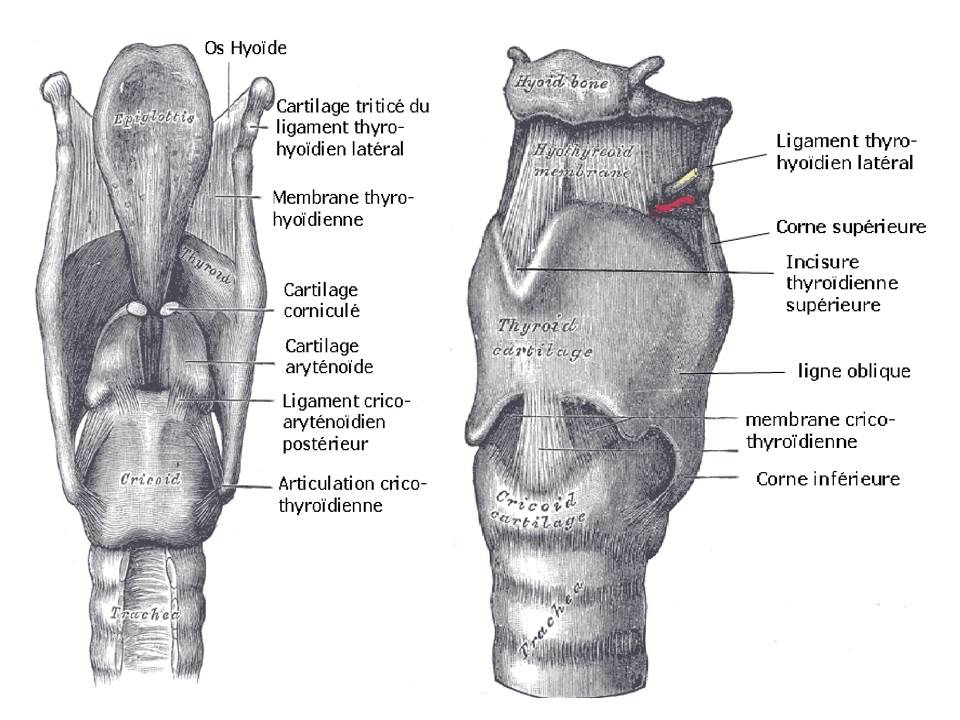 Os Hyoïde
Epiglottis
Cartilage triticé du
ligament thyro-
hyoïdien latéral
Membrane thyro-
hyoïdienne
Thyroid
Cartilage
corniculé
Cartilage
aryténoïde
Ligament crico-
aryténoïdien
postérieur
Cricoid
Articulation crico-
thyroïdienne
Trachea
Hyoid bone
Hyothyreoid
membrane
Ligament thyro-
hyoïdien latéral
Corne supérieure
Incisure
thyroïdienne
supérieure
Thyroid
cartilage
ligne oblique
membrane crico-
thyroïdienne
Corne inférieure
Cricoid
cartilage
Trachea